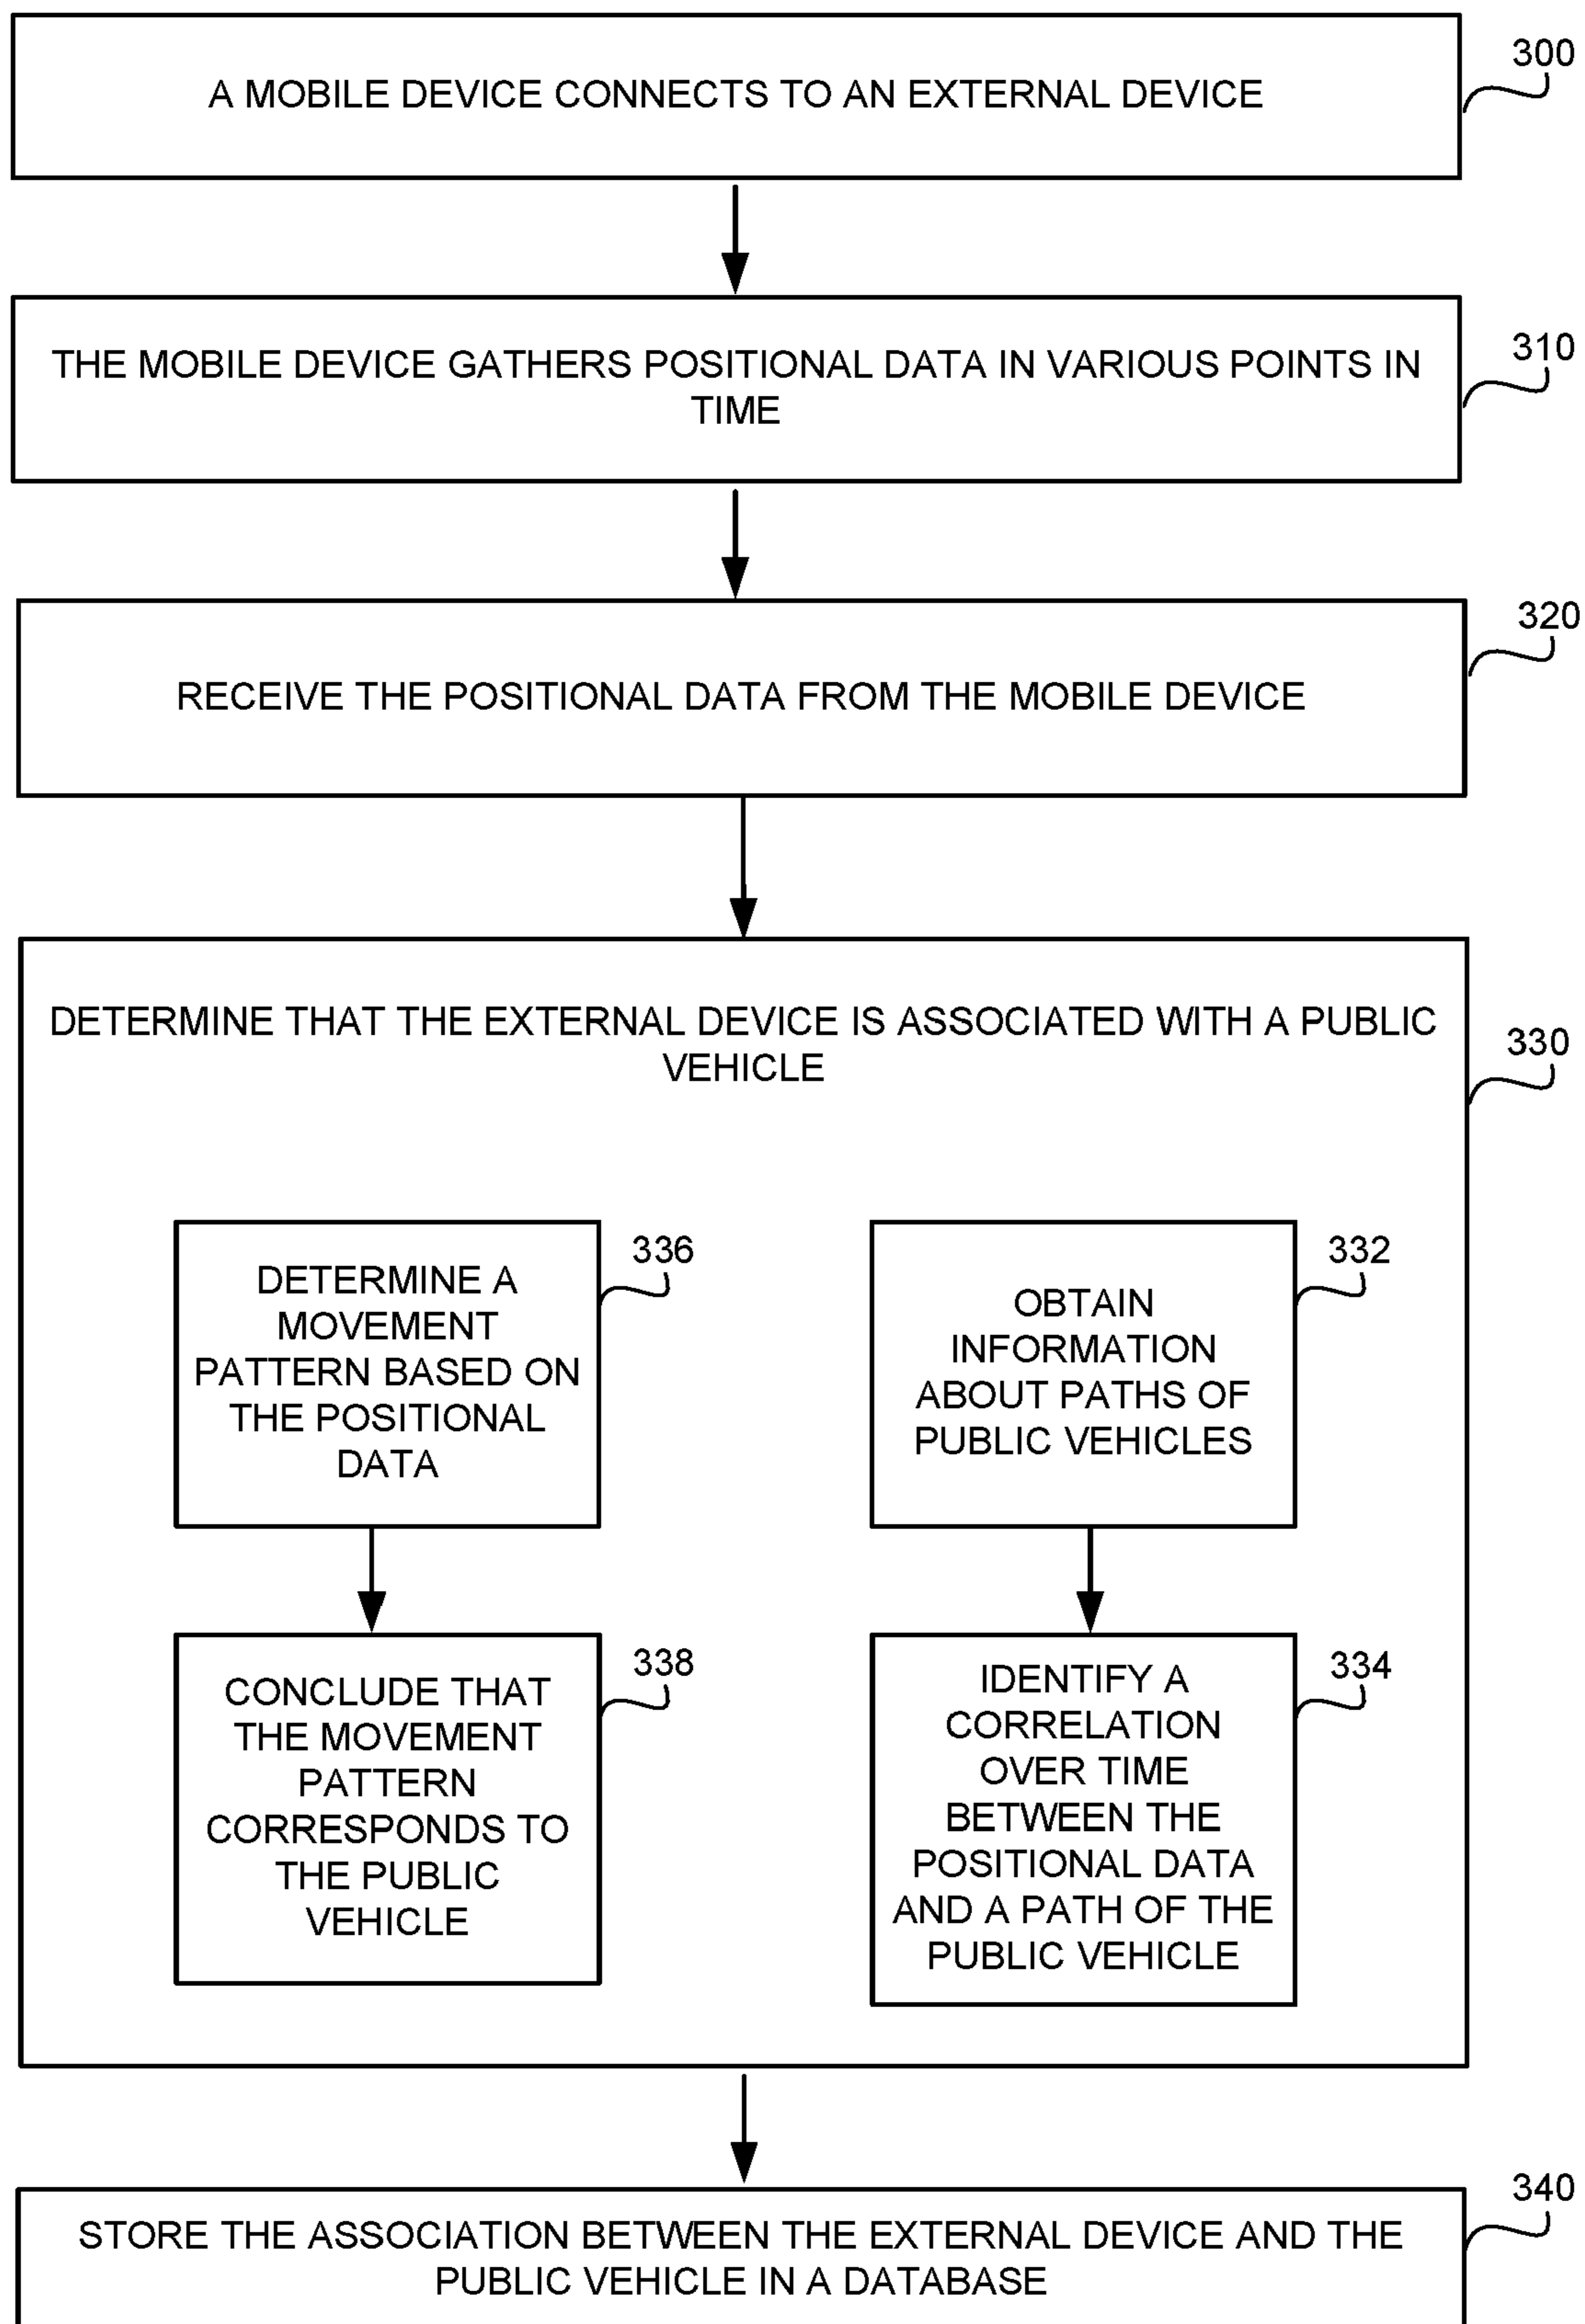 A MOBILE DEVICE CONNECTS TO AN EXTERNAL DEVICE
300
THE MOBILE DEVICE GATHERS POSITIONAL DATA IN VARIOUS POINTS IN
TIME
310
RECEIVE THE POSITIONAL DATA FROM THE MOBILE DEVICE
320
DETERMINE THAT THE EXTERNAL DEVICE IS ASSOCIATED WITH A PUBLIC
VEHICLE
330
DETERMINE A
MOVEMENT
PATTERN BASED ON
THE POSITIONAL
DATA
336
CONCLUDE THAT
THE MOVEMENT
PATTERN
CORRESPONDS TO
THE PUBLIC
VEHICLE
338
OBTAIN
INFORMATION
ABOUT PATHS OF
PUBLIC VEHICLES
332
IDENTIFY A
CORRELATION
OVER TIME
BETWEEN THE
POSITIONAL DATA
AND A PATH OF THE
PUBLIC VEHICLE
334
STORE THE ASSOCIATION BETWEEN THE EXTERNAL DEVICE AND THE
PUBLIC VEHICLE IN A DATABASE
340